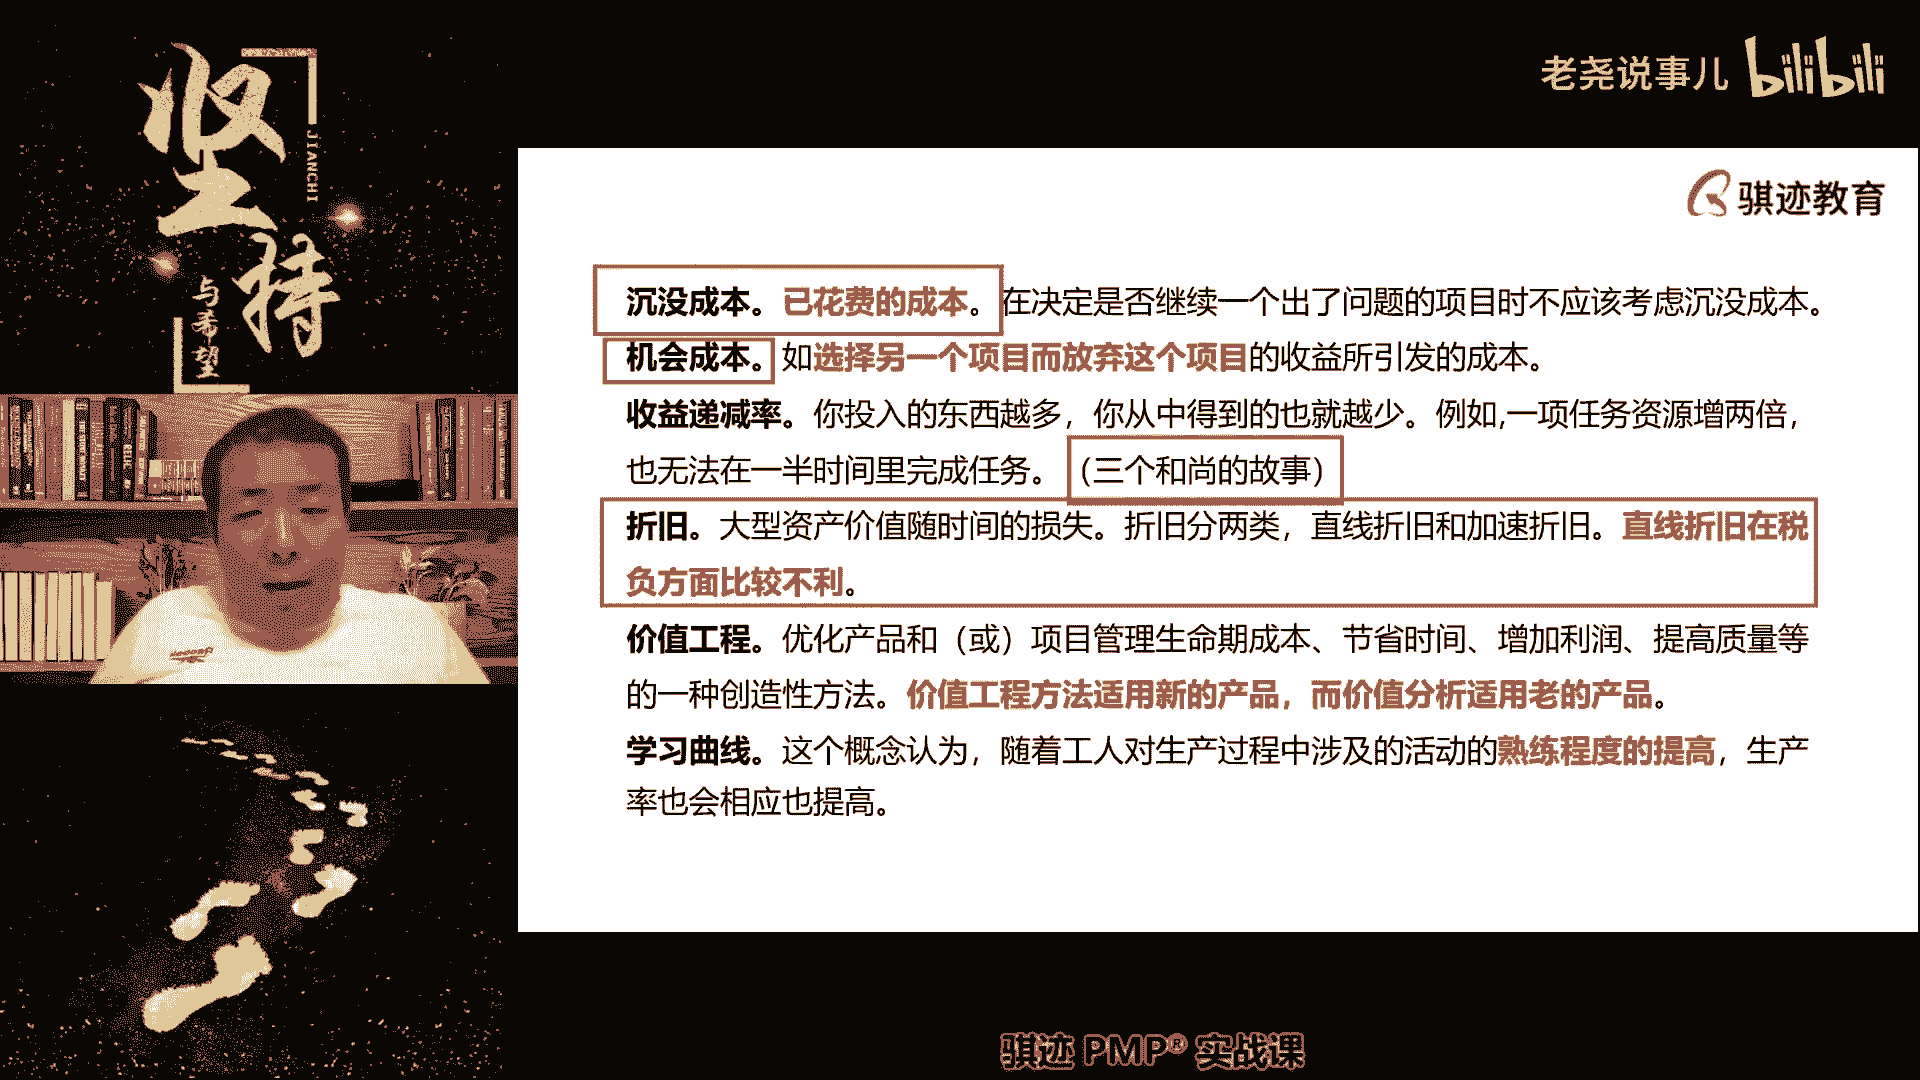 坚持
JIANCHI
与希望
老尧说事儿 bilibili
骐迹教育
沉没成本。已花费的成本。在决定是否继续一个出了问题的项目时不应该考虑沉没成本。
机会成本。如选择另一个项目而放弃这个项目的收益所引发的成本。
收益递减率。你投入的东西越多，你从中得到的也就越少。例如,一项任务资源增两倍，
也无法在一半时间里完成任务。（三个和尚的故事）
折旧。大型资产价值随时间的损失。折旧分两类，直线折旧和加速折旧。直线折旧在税
负方面比较不利。
价值工程。优化产品和（或）项目管理生命期成本、节省时间、增加利润、提高质量等
的一种创造性方法。价值工程方法适用新的产品，而价值分析适用老的产品。
学习曲线。这个概念认为，随着工人对生产过程中涉及的活动的熟练程度的提高，生产
率也会相应也提高。
骐迹 PMP® 实战课